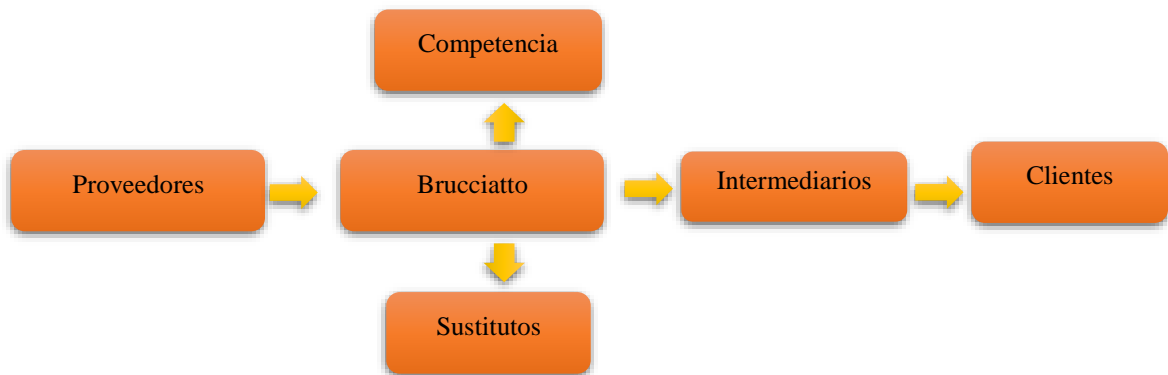 Competencia
Proveedores
Brucciatto
Intermediarios
Clientes
Sustitutos